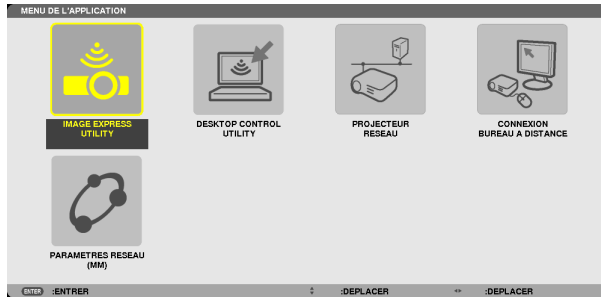 MENU DE L'APPLICATION
IMAGE EXPRESS
UTILITY
DESKTOP CONTROL
UTILITY
PROJECTEUR
RESEAU
CONNEXION
BUREAU A DISTANCE
PARAMETRES RESEAU
(MM)
ENTER :ENTRER :DEPLACER :DEPLACER